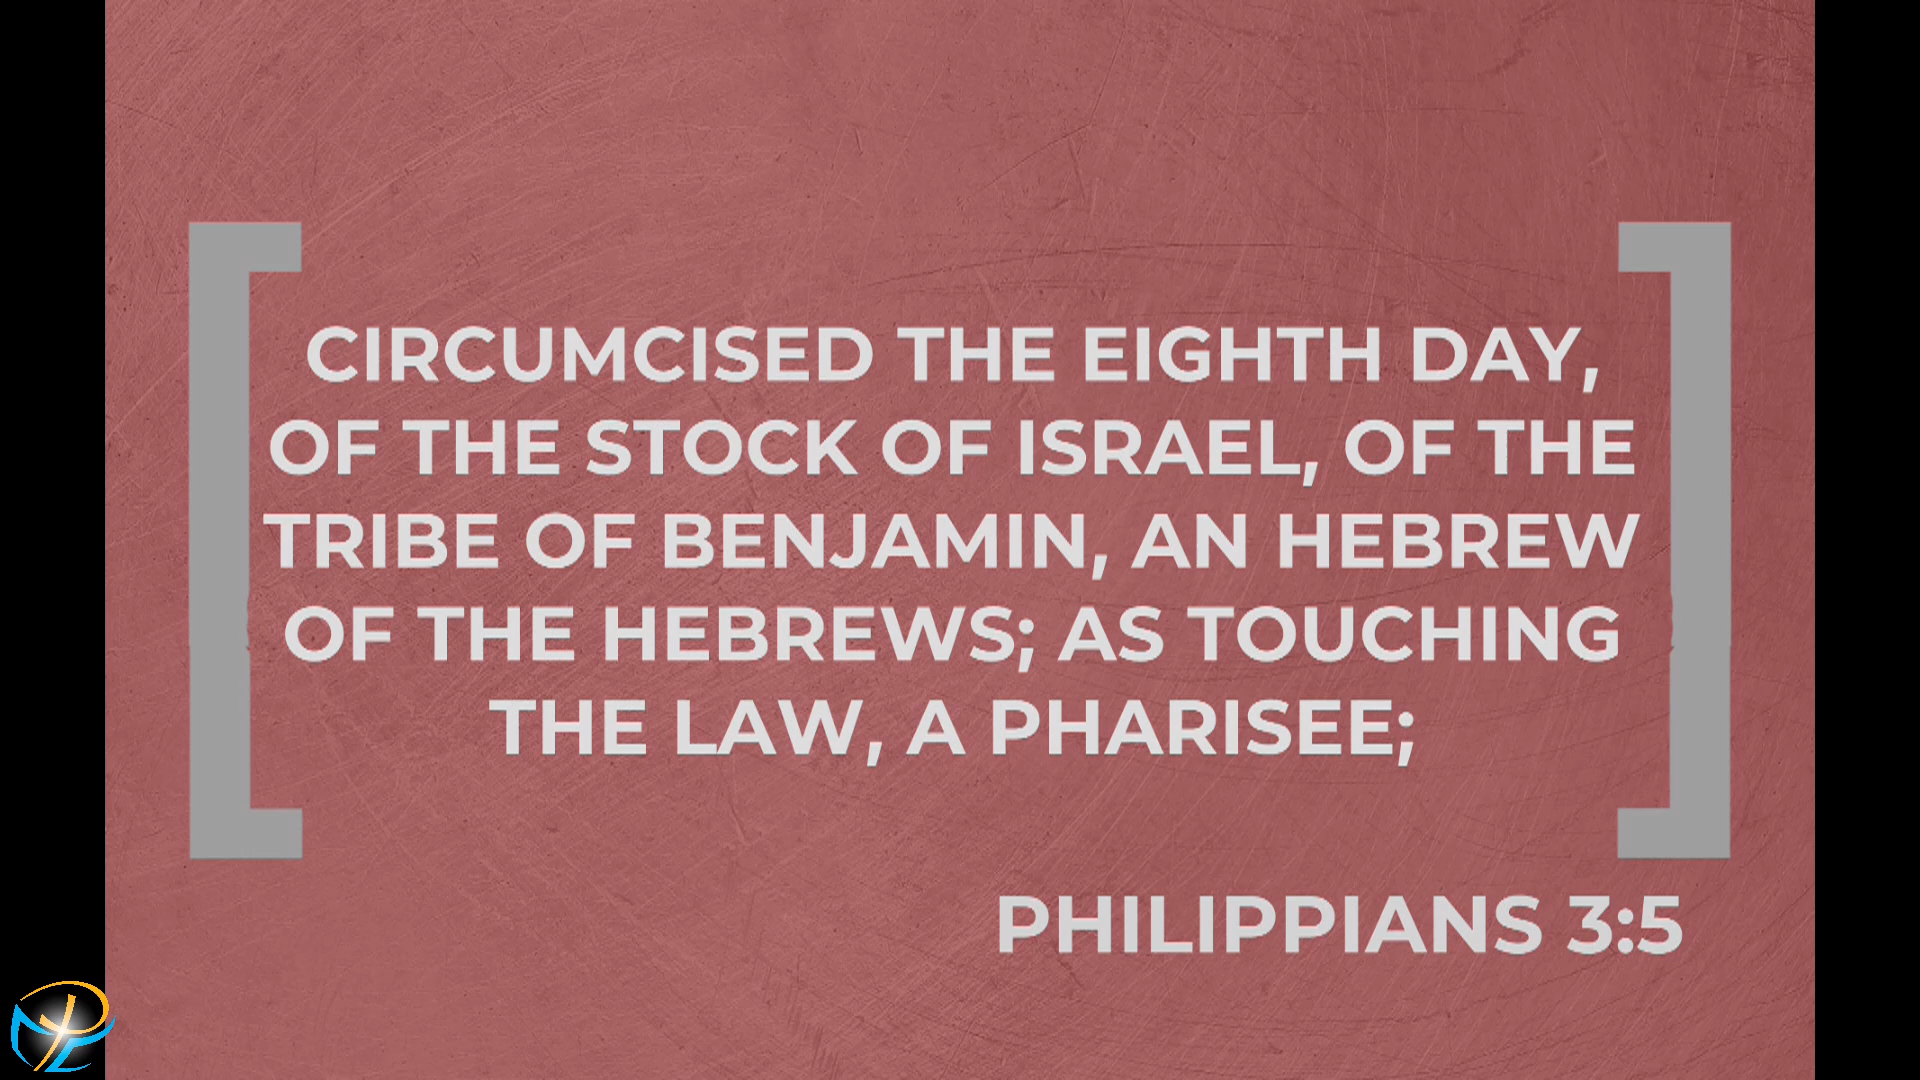 CIRCUMCISED THE EIGHTH DAY,
OF THE STOCK OF ISRAEL, OF THE
TRIBE OF BENJAMIN, AN HEBREW
OF THE HEBREWS; AS TOUCHING
THE LAW, A PHARISEE;
PHILIPPIANS 3:5